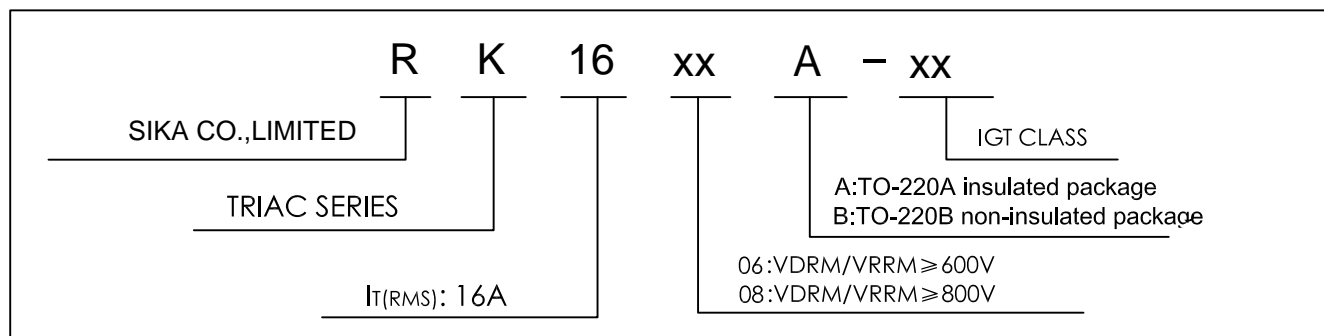 R K 16 xx A - xx
SIKA CO.,LIMITED
IGT CLASS
A:TO-220A insulated package
TRIAC SERIES
B:TO-220B non-insulated package
06:VDRM/VRRM≥600V
IT(RMS): 16A
08:VDRM/VRRM≥800V